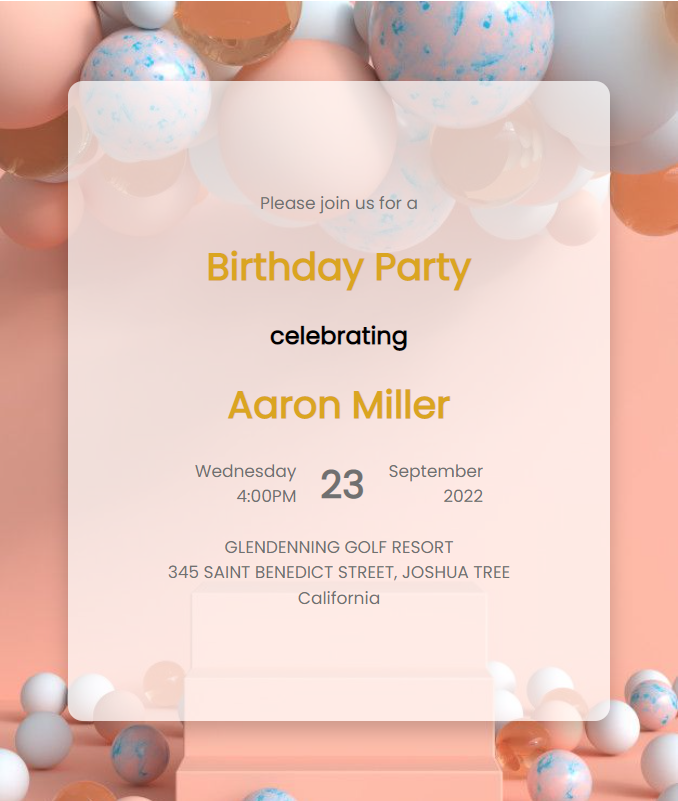 Please join us for a
Birthday Party
celebrating
Aaron Miller
Wednesday
4:00PM
23
September
2022
GLENDENNING GOLF RESORT
345 SAINT BENEDICT STREET, JOSHUA TREE
California